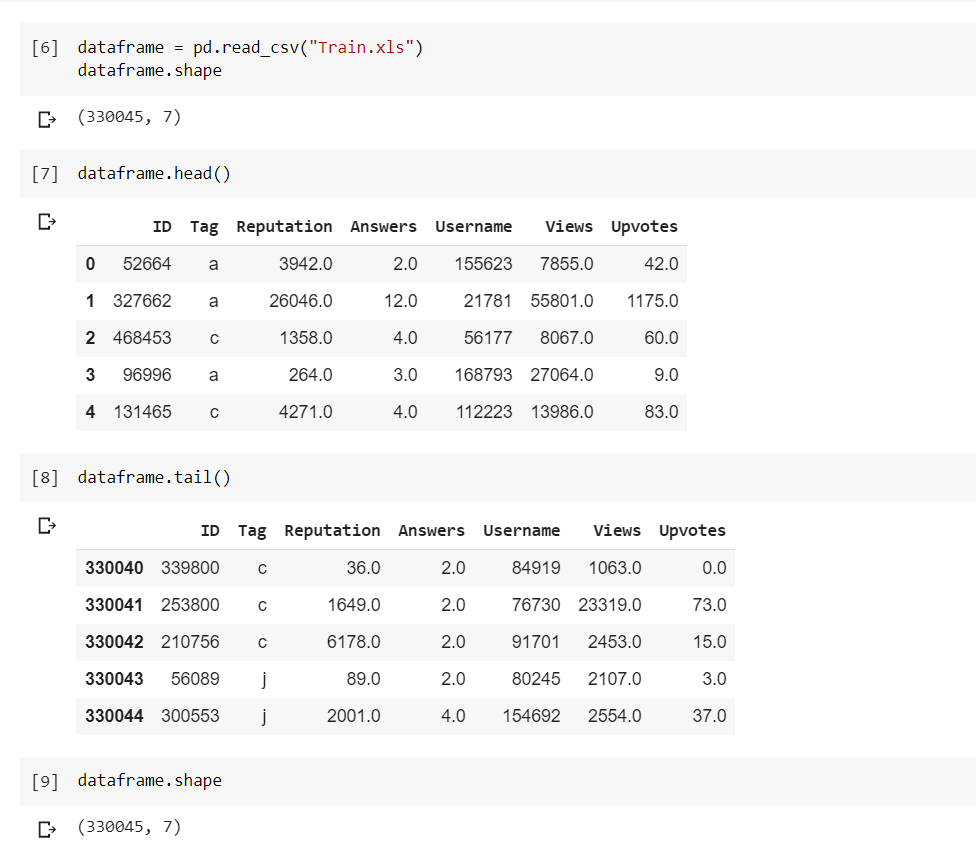 [6] dataframe = pd.read_csv("Train.xls")
dataframe.shape
(330045, 7)
[7] dataframe.head()
ID Tag Reputation Answers Username Views Upvotes
0 52664 a 3942.0 2.0 155623 7855.0 42.0
1 327662 a 26046.0 12.0 21781 55801.0 1175.0
2 468453 c 1358.0 4.0 56177 8067.0 60.0
3 96996 a 264.0 3.0 168793 27064.0 9.0
4 131465 c 4271.0 4.0 112223 13986.0 83.0
[8] dataframe.tail()
ID Tag Reputation Answers Username Views Upvotes
330040 339800 c 36.0 2.0 84919 1063.0 0.0
330041 253800 c 1649.0 2.0 76730 23319.0 73.0
330042 210756 c 6178.0 2.0 91701 2453.0 15.0
330043 56089 j 89.0 2.0 80245 2107.0 3.0
330044 300553 j 2001.0 4.0 154692 2554.0 37.0
[9] dataframe.shape
(330045, 7)